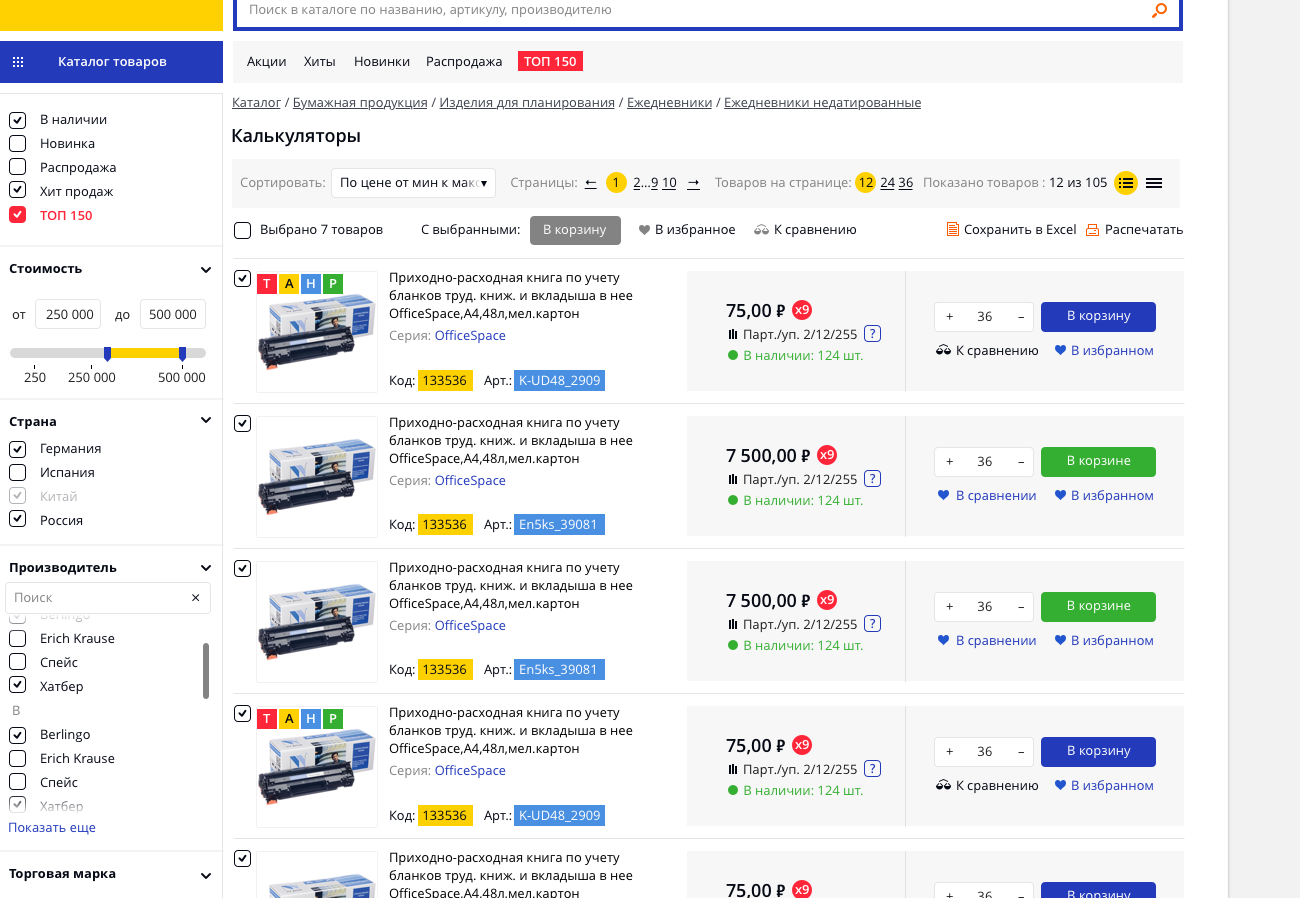 Поиск в каталоге по названию, артикулу, производителю
Каталог товаров
Акции Хиты Новинки Распродажа ТОП 150
Каталог / Бумажная продукция / Изделия для планирования / Ежедневники / Ежедневники недатированные
Калькуляторы
В наличии
Новинка
Распродажа
Хит продаж
ТОП 150
Стоимость
от 250 000 до 500 000
250 250 000 500 000
Страна
Германия
Испания
Китай
Россия
Производитель
Поиск ×
Berlingo
Erich Krause
Спейс
Хатбер
В
Berlingo
Erich Krause
Спейс
Хатбер
Показать еще
Торговая марка
Сортировать: По цене от мин к мак ▼ Страницы: ← 1 2...9 10 → Товаров на странице: 12 24 36 Показано товаров : 12 из 105
Выбрано 7 товаров С выбранными: В корзину В избранное К сравнению Сохранить в Excel Распечатать
Т А Н Р
Приходно-расходная книга по учету
бланков труд. книж. и вкладыша в нее
OfficeSpace,А4,48л,мел.картон
Серия: OfficeSpace
Код: 133536 Арт.: K-UD48_2909
75,00 ₽ x9
Парт./уп. 2/12/255 ?
В наличии: 124 шт.
+ 36 – В корзину
К сравнению В избранном
Приходно-расходная книга по учету
бланков труд. книж. и вкладыша в нее
OfficeSpace,А4,48л,мел.картон
Серия: OfficeSpace
Код: 133536 Арт.: En5ks_39081
7 500,00 ₽ x9
Парт./уп. 2/12/255 ?
В наличии: 124 шт.
+ 36 – В корзине
В сравнении В избранном
Приходно-расходная книга по учету
бланков труд. книж. и вкладыша в нее
OfficeSpace,А4,48л,мел.картон
Серия: OfficeSpace
Код: 133536 Арт.: En5ks_39081
7 500,00 ₽ x9
Парт./уп. 2/12/255 ?
В наличии: 124 шт.
+ 36 – В корзине
В сравнении В избранном
Т А Н Р
Приходно-расходная книга по учету
бланков труд. книж. и вкладыша в нее
OfficeSpace,А4,48л,мел.картон
Серия: OfficeSpace
Код: 133536 Арт.: K-UD48_2909
75,00 ₽ x9
Парт./уп. 2/12/255 ?
В наличии: 124 шт.
+ 36 – В корзину
К сравнению В избранном
Приходно-расходная книга по учету
бланков труд. книж. и вкладыша в нее
OfficeSpace,А4,48л,мел.картон
75,00 ₽ x9
+ 36 – В корзину